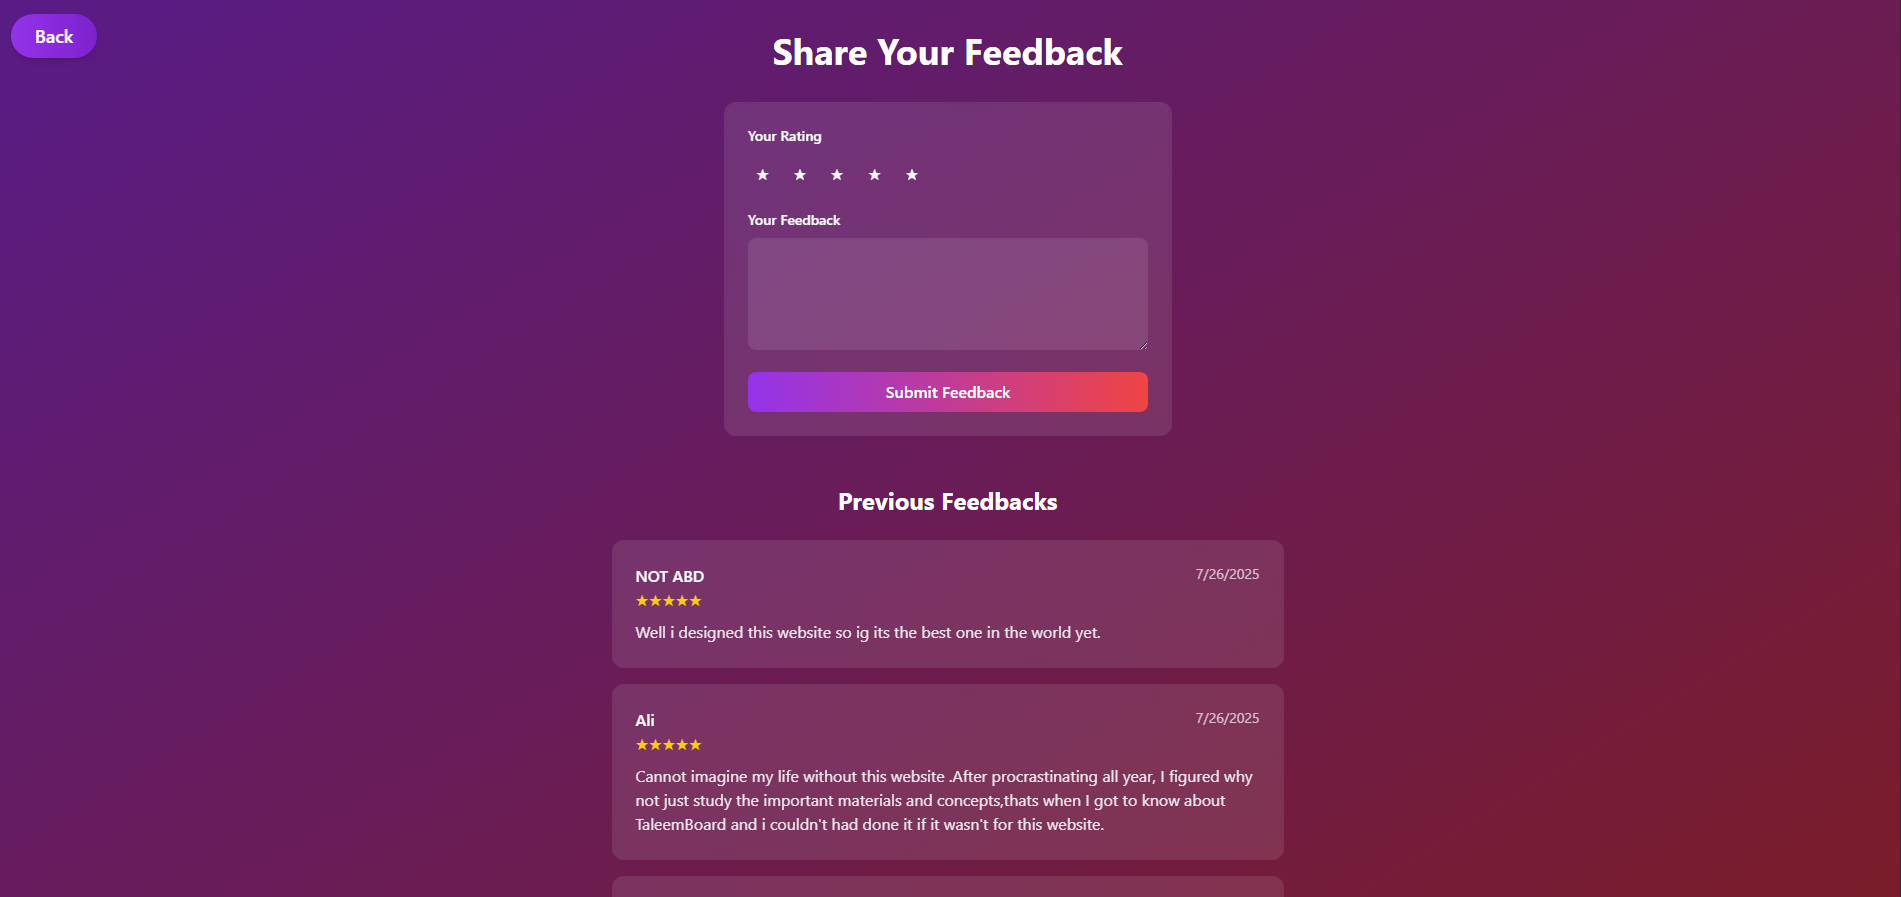 Back
Share Your Feedback
Your Rating
★ ★ ★ ★ ★
Your Feedback
Submit Feedback
Previous Feedbacks
NOT ABD 7/26/2025
★★★★★
Well i designed this website so ig its the best one in the world yet.
Ali 7/26/2025
★★★★★
Cannot imagine my life without this website .After procrastinating all year, I figured why
not just study the important materials and concepts,thats when I got to know about
TaleemBoard and i couldn't had done it if it wasn't for this website.